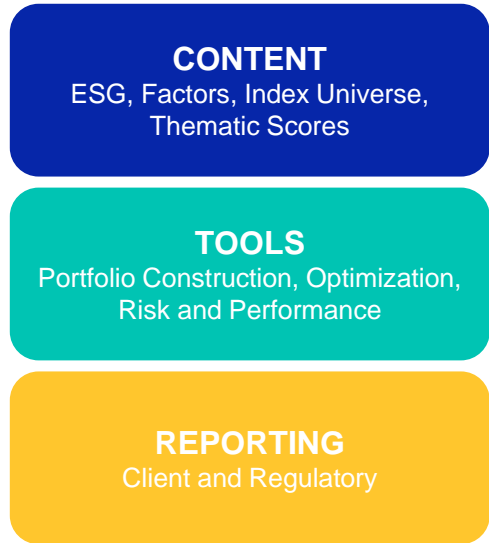 CONTENT
ESG, Factors, Index Universe,
Thematic Scores
TOOLS
Portfolio Construction, Optimization,
Risk and Performance
REPORTING
Client and Regulatory